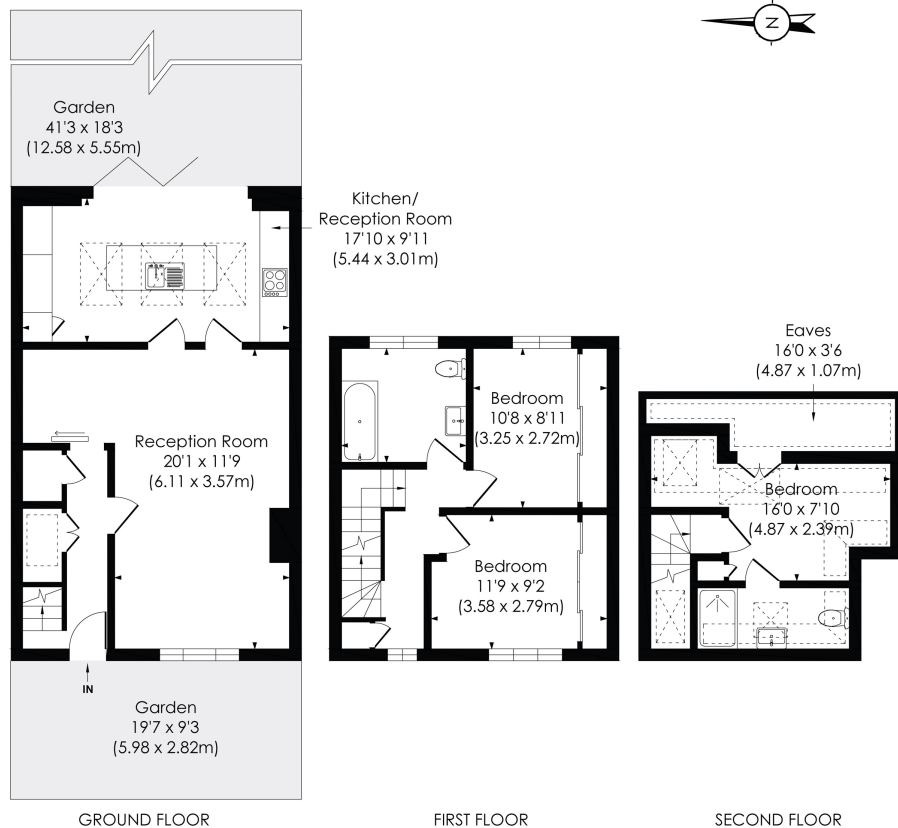 N
Garden
41'3 x 18'3
(12.58 x 5.55m)
Kitchen/
Reception Room
17'10 x 9'11
(5.44 x 3.01m)
Reception Room
20'1 x 11'9
(6.11 x 3.57m)
IN
Garden
19'7 x 9'3
(5.98 x 2.82m)
GROUND FLOOR
Bedroom
10'8 x 8'11
(3.25 x 2.72m)
Bedroom
11'9 x 9'2
(3.58 x 2.79m)
FIRST FLOOR
Eaves
16'0 x 3'6
(4.87 x 1.07m)
Bedroom
16'0 x 7'10
(4.87 x 2.39m)
SECOND FLOOR